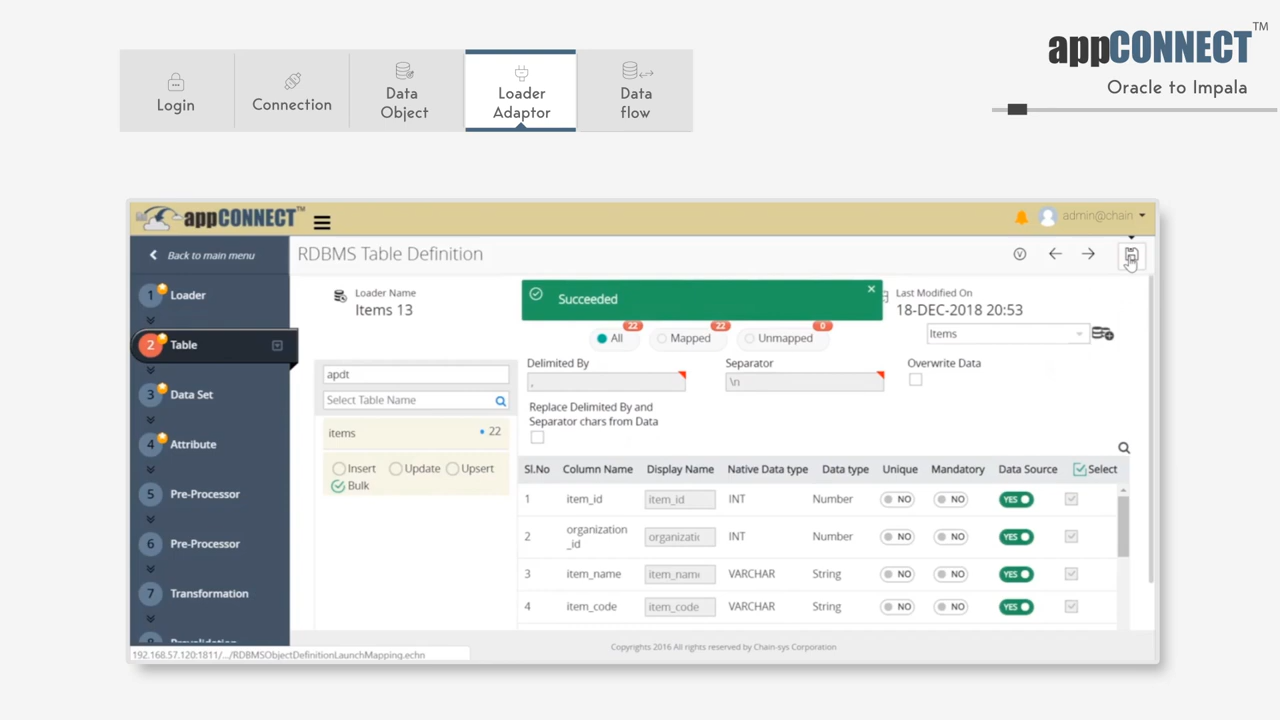 appCONNECT™
Oracle to Impala
Login
Connection
Data
Object
Loader
Adaptor
Data
flow
appCONNECT™
admin@chain
Back to main menu
RDBMS Table Definition
1 Loader
2 Table
3 Data Set
4 Attribute
5 Pre-Processor
6 Pre-Processor
7 Transformation
Loader Name
Items 13
Succeeded
Last Modified On
18-DEC-2018 20:53
All 22
Mapped 22
Unmapped 0
Items
apdt
Select Table Name
items 22
Insert Update Upsert
Bulk
Delimited By
,
Separator
\n
Overwrite Data
Replace Delimited By and
Separator chars from Data
Sl.No Column Name Display Name Native Data type Data type Unique Mandatory Data Source Select
1 item_id item_id INT Number NO NO YES
2 organization
_id organizatic INT Number NO NO YES
3 item_name item_name VARCHAR String NO NO YES
4 item_code item_code VARCHAR String NO NO YES
192.168.57.120:1811/.../RDBMSObjectDefinitionLaunchMapping.echn
Copyrights 2016 All rights reserved by Chain-sys Corporation